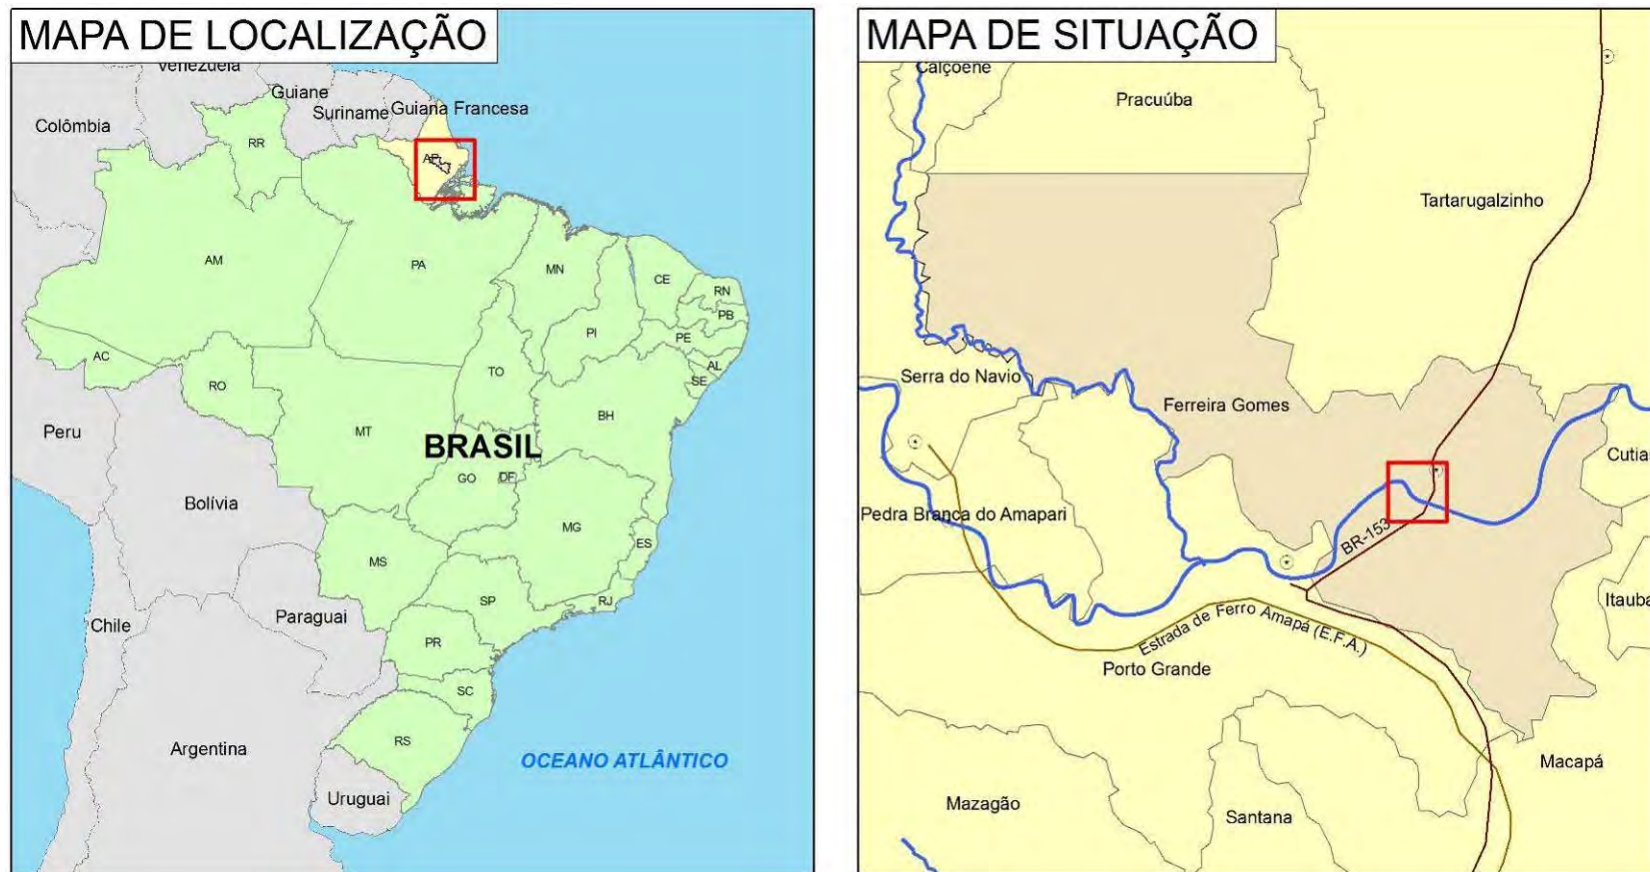 MAPA DE LOCALIZAÇÃO
Venezuela
Guiane
Suriname
Guiana Francesa
Colômbia
RR
AP
AM
PA
MN
CE
RN
PB
PI
PE
AC
AL
SE
TO
RO
BH
Peru
MT
BRASIL
GO
DF
Bolívia
MG
ES
MS
SP
RJ
Paraguai
Chile
PR
SC
RS
Argentina
OCEANO ATLÂNTICO
Uruguai
MAPA DE SITUAÇÃO
Calçoene
Pracuúba
Tartarugalzinho
Serra do Navio
Ferreira Gomes
Cutia
Pedra Branca do Amapari
BR-153
Itauba
Estrada de Ferro Amapá (E.F.A.)
Porto Grande
Macapá
Mazagão
Santana